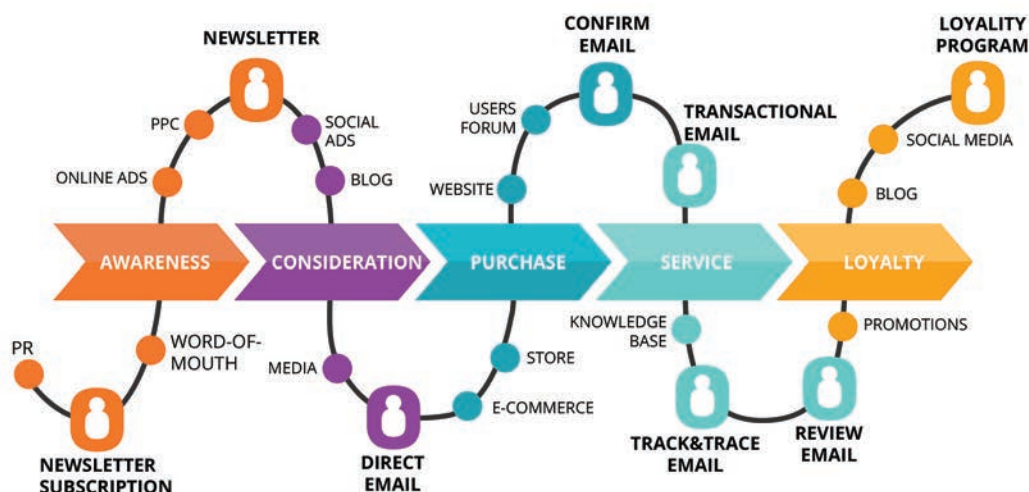 NEWSLETTER
CONFIRM
EMAIL
LOYALITY
PROGRAM
PPC
SOCIAL
ADS
USERS
FORUM
TRANSACTIONAL
EMAIL
SOCIAL MEDIA
ONLINE ADS
BLOG
WEBSITE
BLOG
AWARENESS
CONSIDERATION
PURCHASE
SERVICE
LOYALTY
PR
WORD-OF-
MOUTH
MEDIA
STORE
E-COMMERCE
KNOWLEDGE
BASE
PROMOTIONS
NEWSLETTER
SUBSCRIPTION
DIRECT
EMAIL
TRACK&TRACE
EMAIL
REVIEW
EMAIL